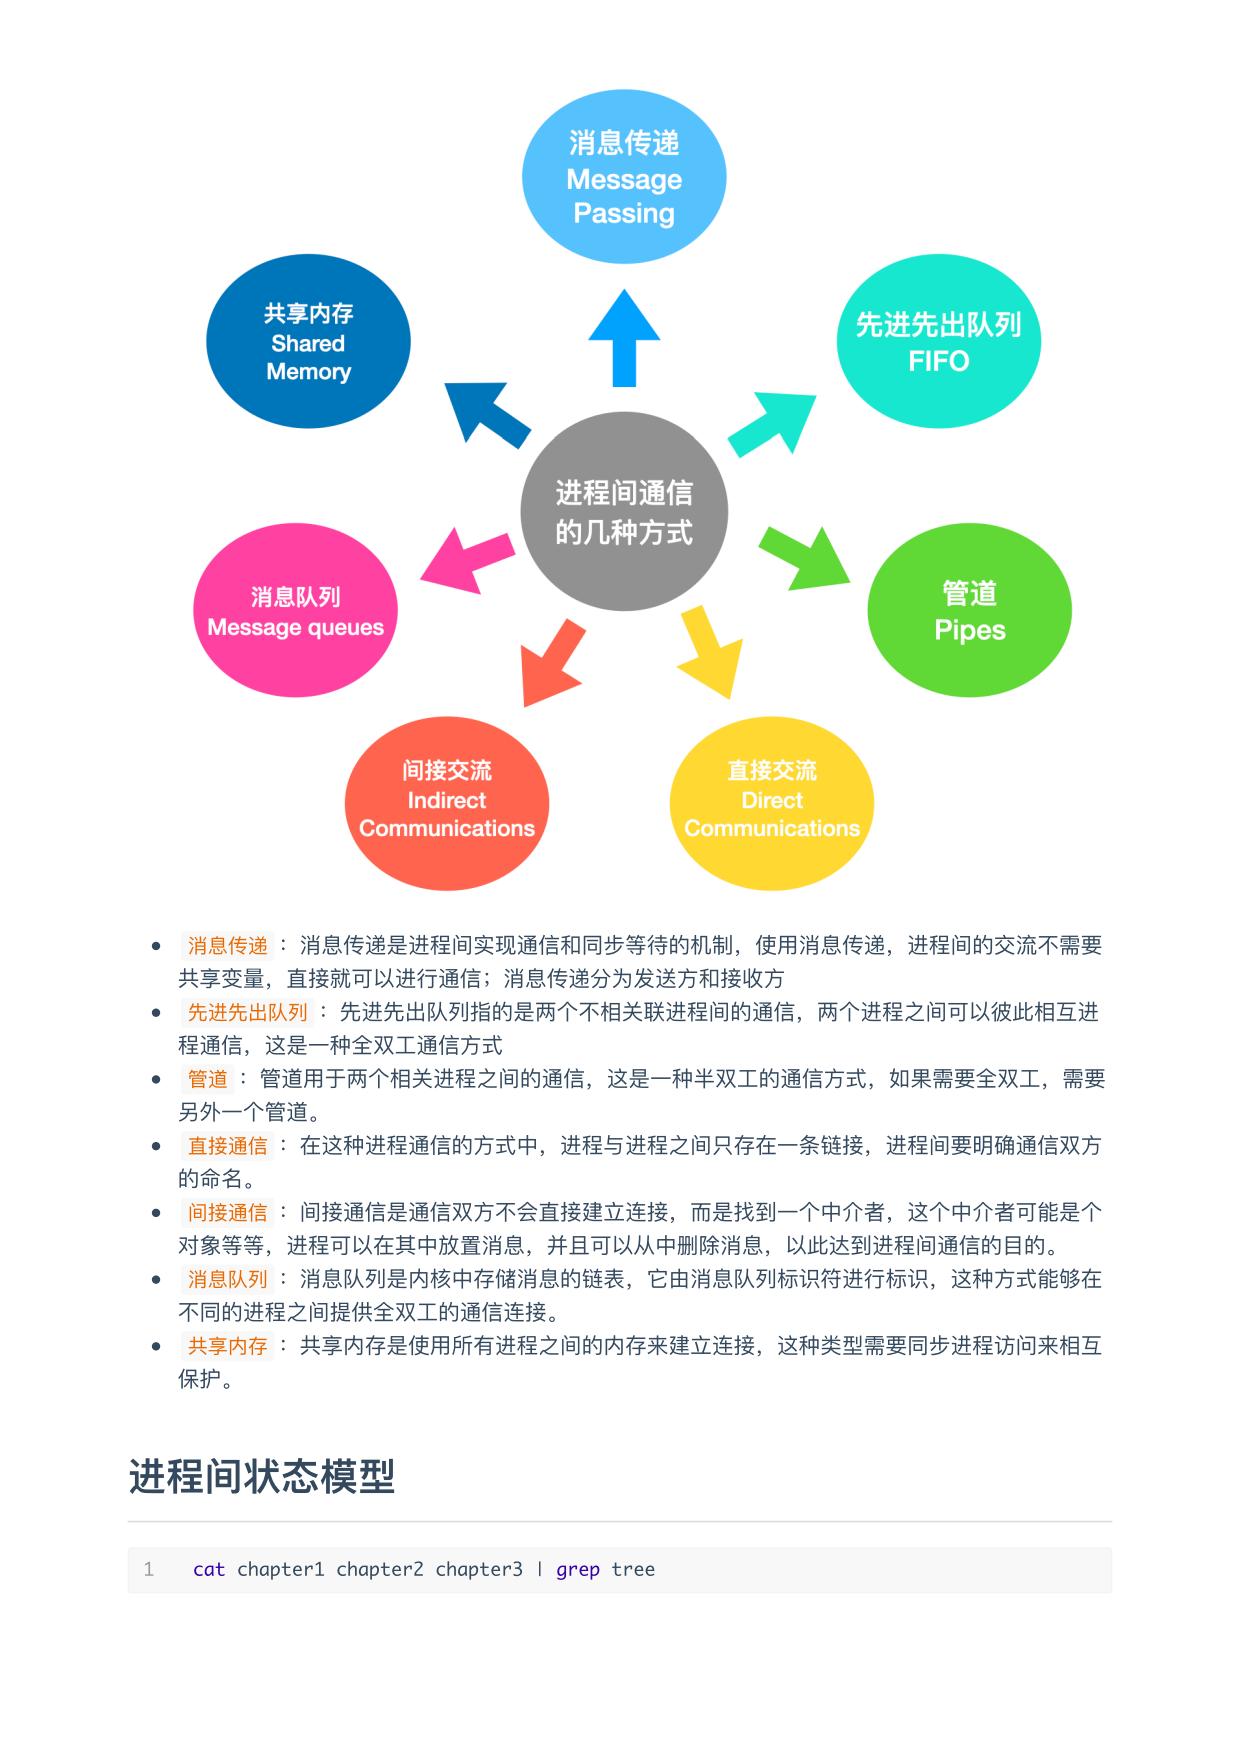 消息传递
Message
Passing
共享内存
Shared
Memory
先进先出队列
FIFO
进程间通信
的几种方式
消息队列
Message queues
管道
Pipes
间接交流
Indirect
Communications
直接交流
Direct
Communications
消息传递：消息传递是进程间实现通信和同步等待的机制，使用消息传递，进程间的交流不需要
共享变量，直接就可以进行通信；消息传递分为发送方和接收方
先进先出队列：先进先出队列指的是两个不相关联进程间的通信，两个进程之间可以彼此相互进
程通信，这是一种全双工通信方式
管道：管道用于两个相关进程之间的通信，这是一种半双工的通信方式，如果需要全双工，需要
另外一个管道。
直接通信：在这种进程通信的方式中，进程与进程之间只存在一条链接，进程间要明确通信双方
的命名。
间接通信：间接通信是通信双方不会直接建立连接，而是找到一个中介者，这个中介者可能是个
对象等等，进程可以在其中放置消息，并且可以从中删除消息，以此达到进程间通信的目的。
消息队列：消息队列是内核中存储消息的链表，它由消息队列标识符进行标识，这种方式能够在
不同的进程之间提供全双工的通信连接。
共享内存：共享内存是使用所有进程之间的内存来建立连接，这种类型需要同步进程访问来相互
保护。
进程间状态模型
1 cat chapter1 chapter2 chapter3 | grep tree